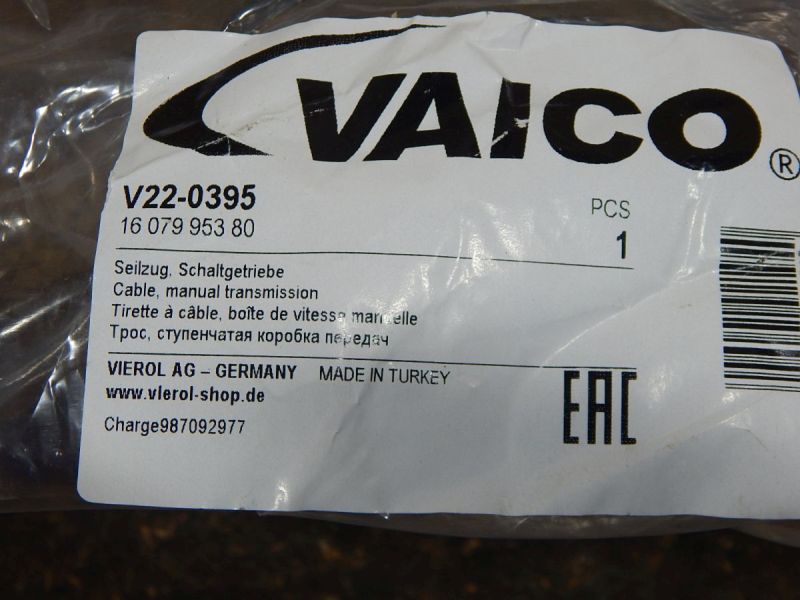 VAICO®
V22-0395
16 079 953 80
PCS
1
Seilzug, Schaltgetriebe
Cable, manual transmission
Tirette à câble, boîte de vitesse manuelle
Трос, ступенчатая коробка передач
VIEROL AG – GERMANY MADE IN TURKEY
www.vierol-shop.de
EAC
Charge987092977